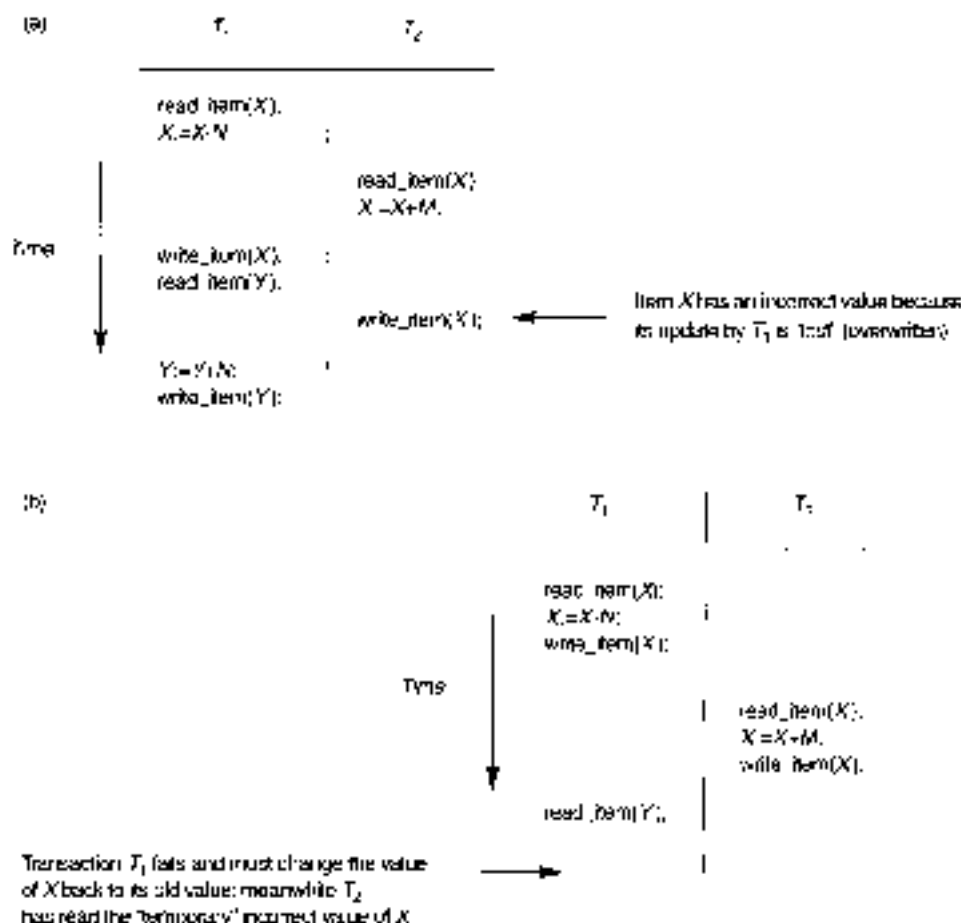 (a)
T1 T2
read_item(X);
X:=X-N;
read_item(X);
X:=X+M;
Time
write_item(X);
read_item(Y);
write_item(X);
Item X has an incorrect value because
its update by T1 is "lost" (overwritten)
Y:=Y+N;
write_item(Y);
(b)
T1 T2
read_item(X);
X:=X-N;
write_item(X);
Time
read_item(X);
X:=X+M;
write_item(X);
read_item(Y);
Transaction T1 fails and must change the value
of X back to its old value; meanwhile T2
has read the "temporary" incorrect value of X